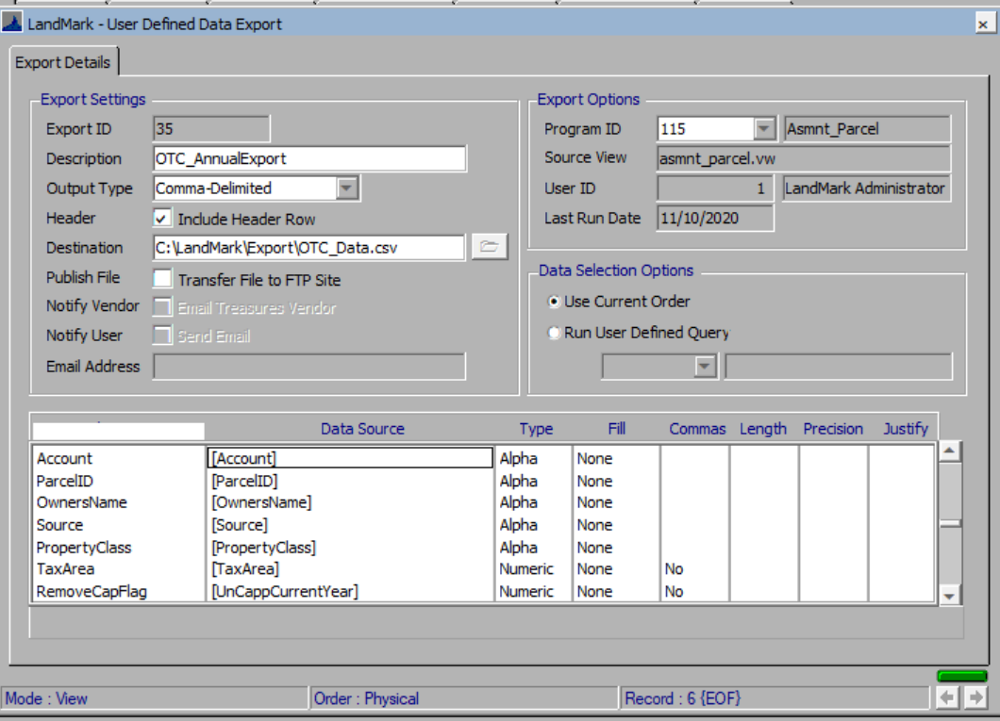 LandMark - User Defined Data Export
Export Details
Export Settings
Export ID 35
Description OTC_AnnualExport
Output Type Comma-Delimited
Header Include Header Row
Destination C:\LandMark\Export\OTC_Data.csv
Publish File Transfer File to FTP Site
Notify Vendor Email Treasures Vendor
Notify User Send Email
Email Address
Export Options
Program ID 115 Asmnt_Parcel
Source View asmnt_parcel.vw
User ID 1 LandMark Administrator
Last Run Date 11/10/2020
Data Selection Options
Use Current Order
Run User Defined Query
Data Source Type Fill Commas Length Precision Justify
Account [Account] Alpha None
ParcelID [ParcelID] Alpha None
OwnersName [OwnersName] Alpha None
Source [Source] Alpha None
PropertyClass [PropertyClass] Alpha None
TaxArea [TaxArea] Numeric None No
RemoveCapFlag [UnCappCurrentYear] Numeric None No
Mode : View Order : Physical Record : 6 {EOF}